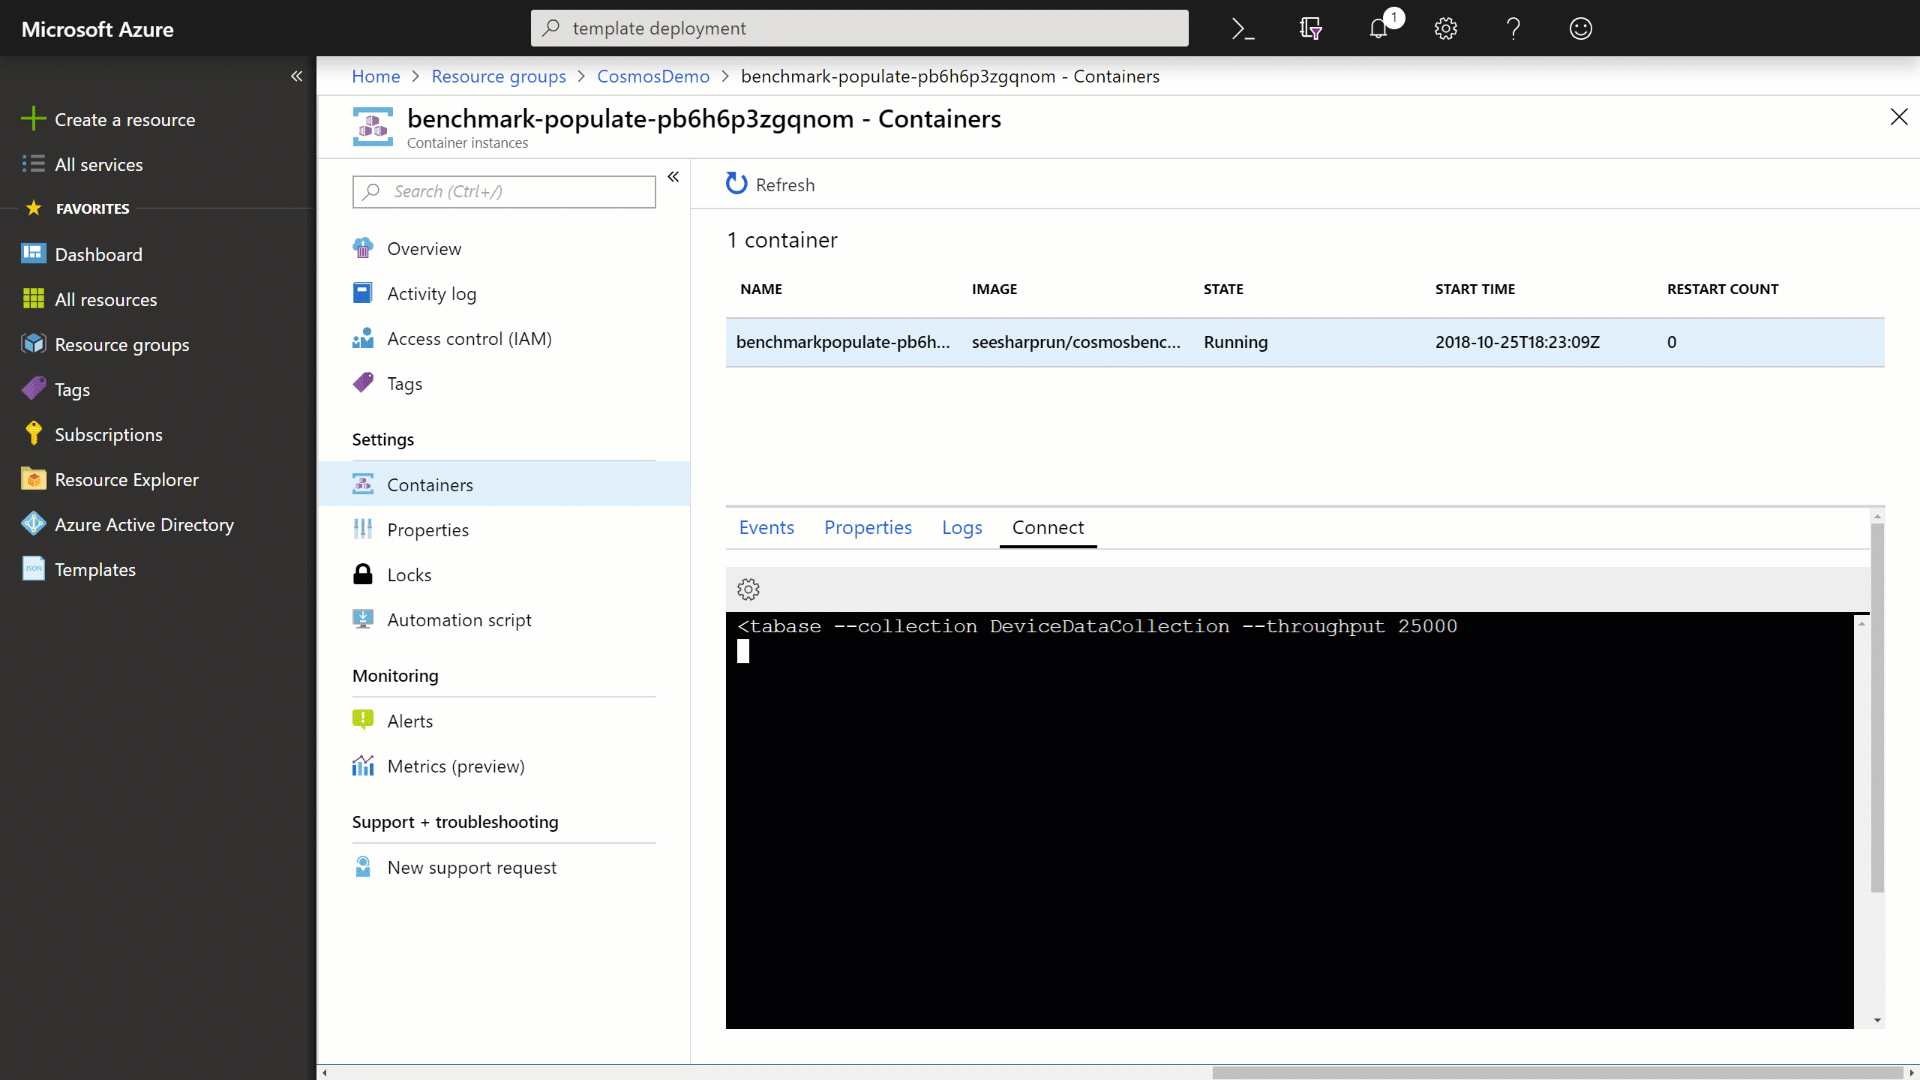 Microsoft Azure
template deployment
1
Home > Resource groups > CosmosDemo > benchmark-populate-pb6h6p3zgqnom - Containers
benchmark-populate-pb6h6p3zgqnom - Containers
Container instances
Create a resource
All services
FAVORITES
Dashboard
All resources
Resource groups
Tags
Subscriptions
Resource Explorer
Azure Active Directory
JSON
Templates
Search (Ctrl+/)
Overview
Activity log
Access control (IAM)
Tags
Settings
Containers
Properties
Locks
Automation script
Monitoring
Alerts
Metrics (preview)
Support + troubleshooting
New support request
Refresh
1 container
NAME IMAGE STATE START TIME RESTART COUNT
benchmarkpopulate-pb6h... seesharprun/cosmosbenc... Running 2018-10-25T18:23:09Z 0
Events Properties Logs Connect
<tabase --collection DeviceDataCollection --throughput 25000